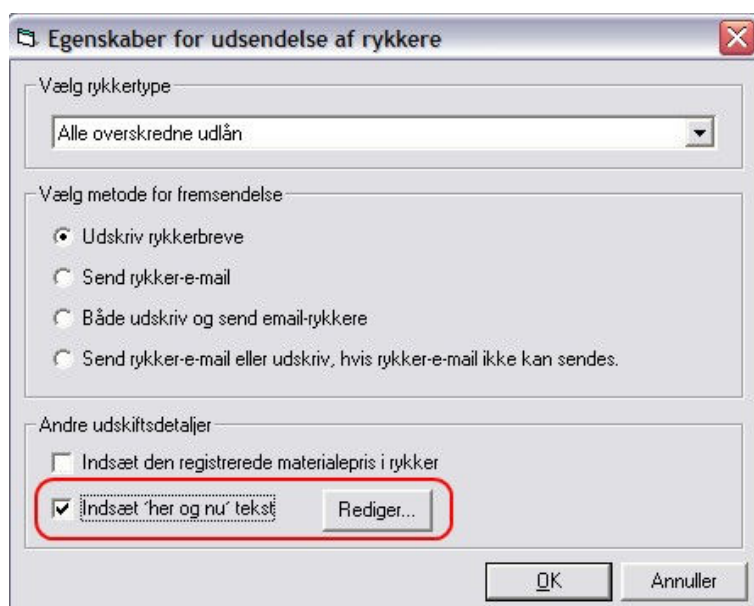 Egenskaber for udsendelse af rykkere
Vælg rykkertype
Alle overskredne udlån
Vælg metode for fremsendelse
Udskriv rykkerbreve
Send rykker-e-mail
Både udskriv og send email-rykkere
Send rykker-e-mail eller udskriv, hvis rykker-e-mail ikke kan sendes.
Andre udskiftsdetaljer
Indsæt den registrerede materialepris i rykker
Indsæt ´her og nu´ tekst Rediger...
OK Annuller